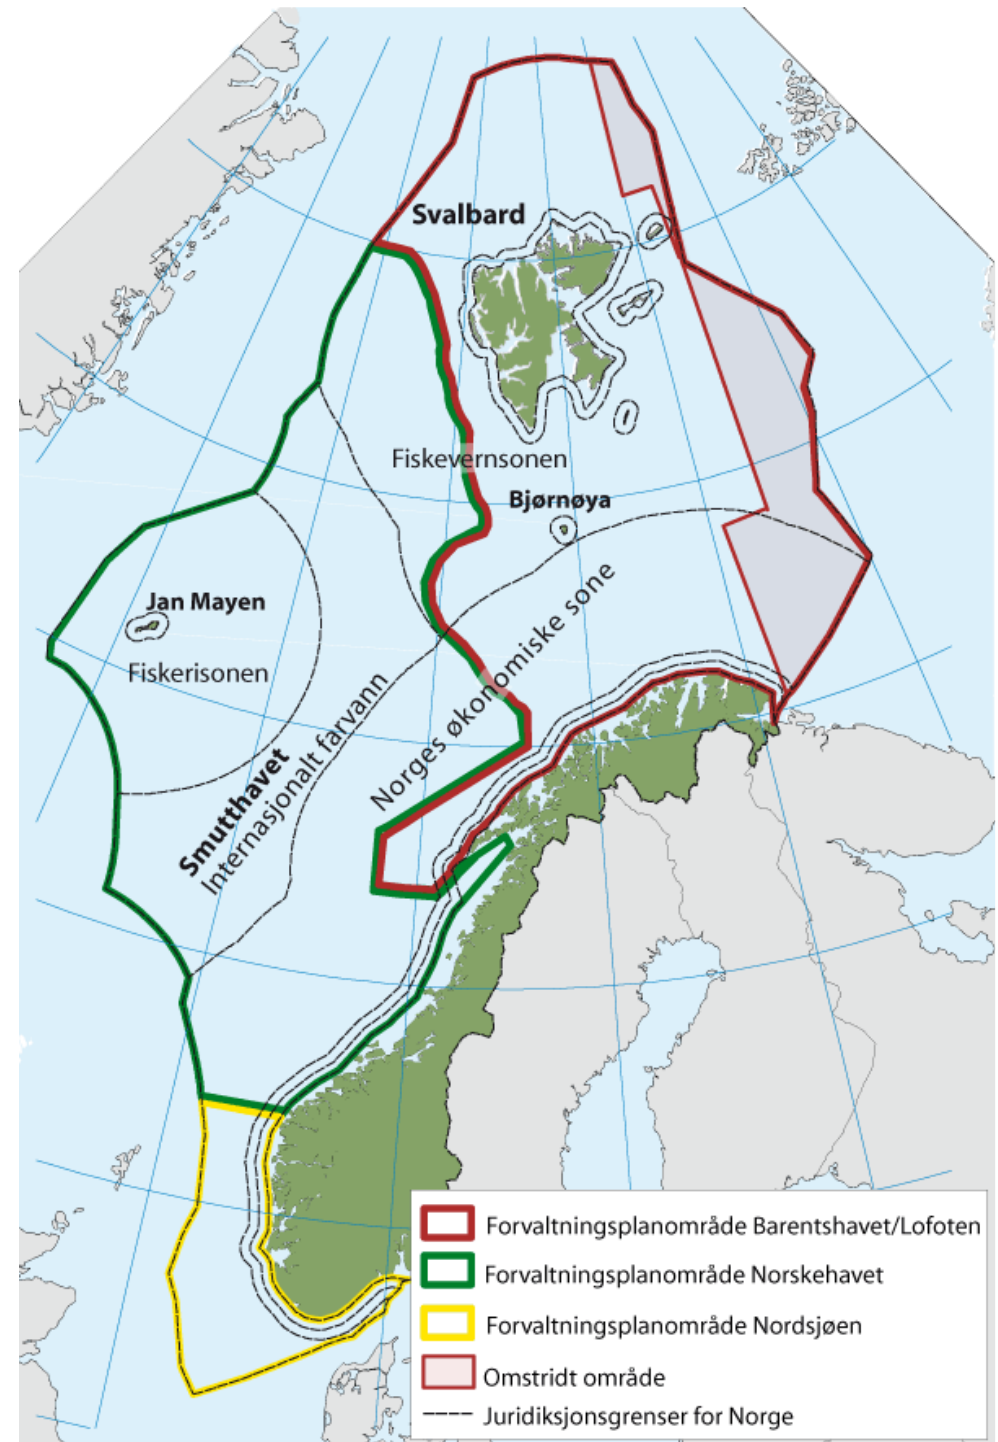 Svalbard
Fiskevernsonen
Bjørnøya
Jan Mayen
Fiskerisonen
Norges økonomiske sone
Smutthavet
Internasjonalt farvann
Forvaltningsplanområde Barentshavet/Lofoten
Forvaltningsplanområde Norskehavet
Forvaltningsplanområde Nordsjøen
Omstridt område
Juridiksjonsgrenser for Norge